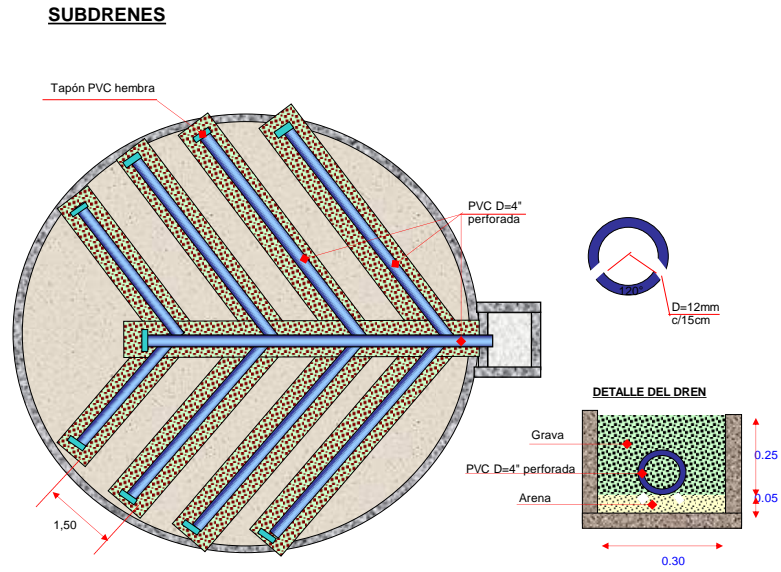 SUBDRENES
Tapón PVC hembra
PVC D=4"
perforada
120°
D=12mm
c/15cm
DETALLE DEL DREN
Grava
0.25
PVC D=4" perforada
Arena
0.05
1,50
0.30